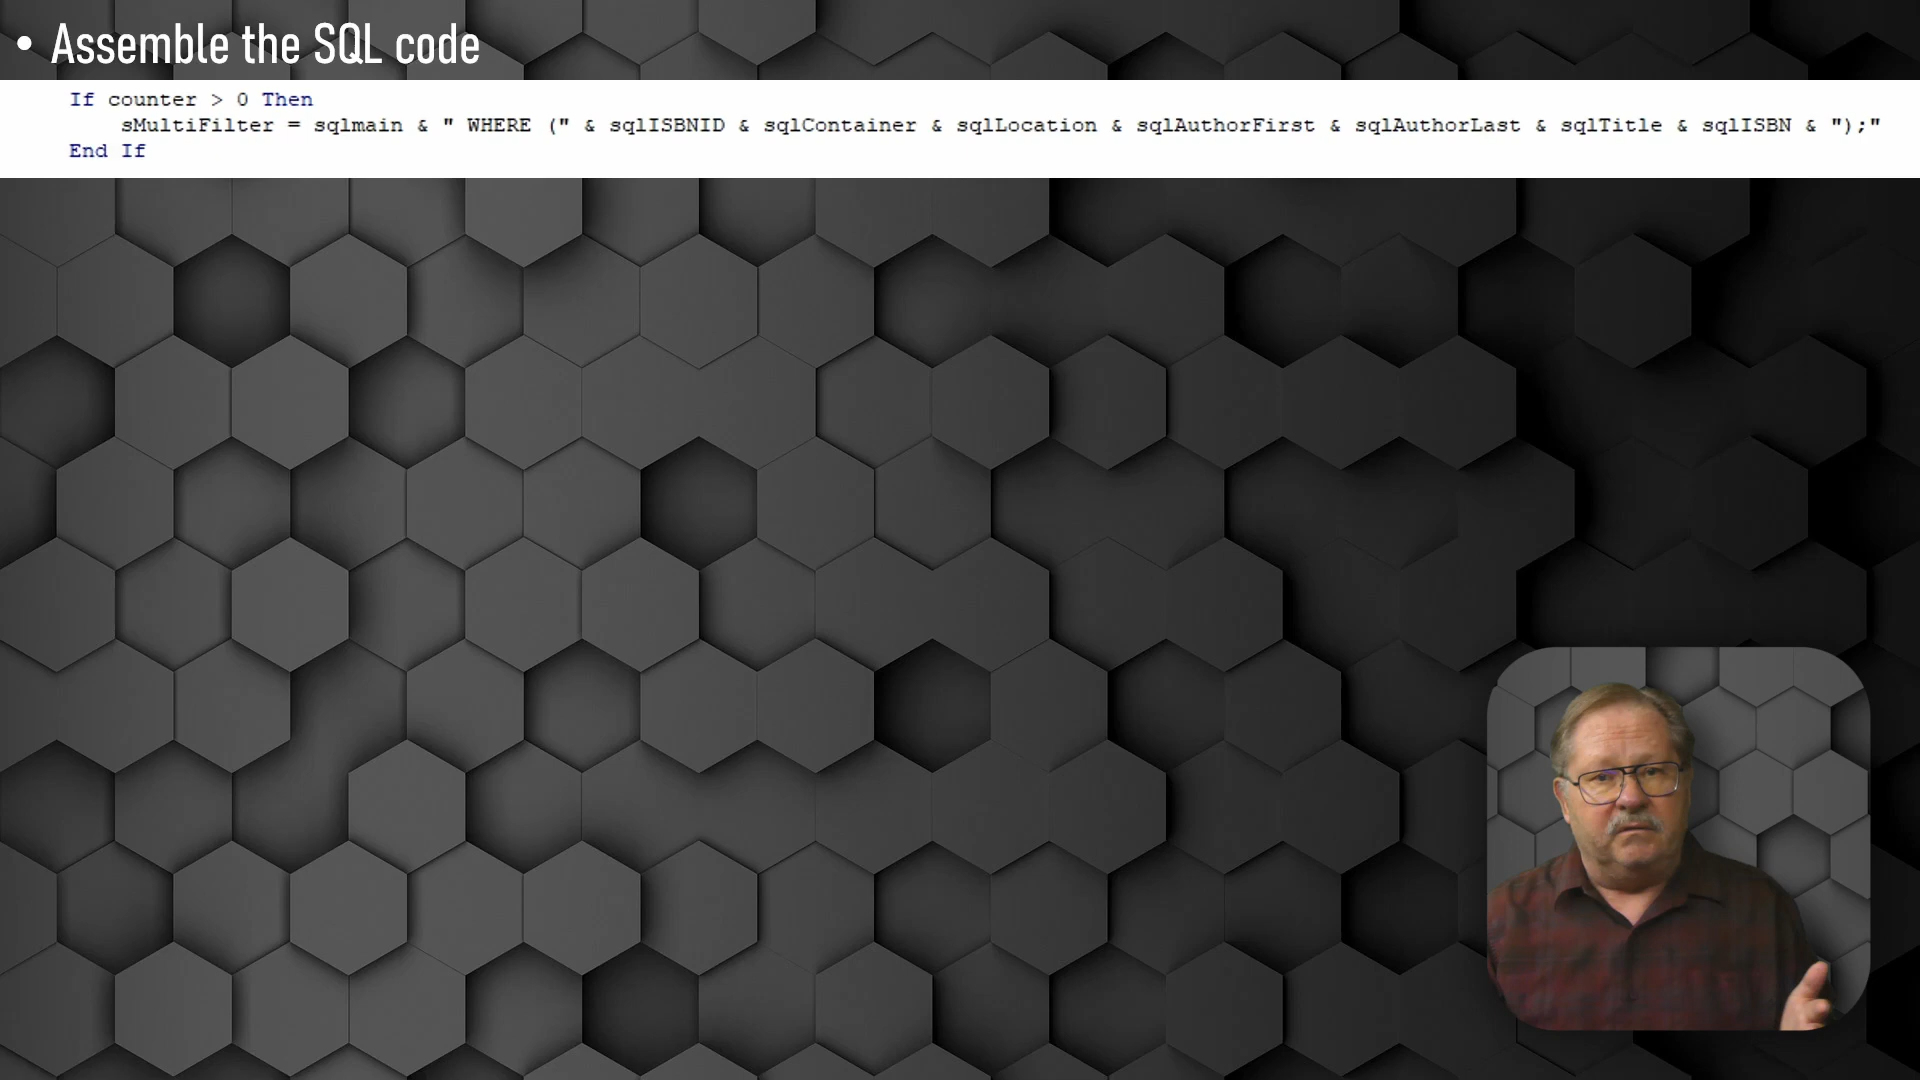 • Assemble the SQL code
If counter > 0 Then
sMultiFilter = sqlmain & " WHERE (" & sqlISBNID & sqlContainer & sqlLocation & sqlAuthorFirst & sqlAuthorLast & sqlTitle & sqlISBN & ");"
End If